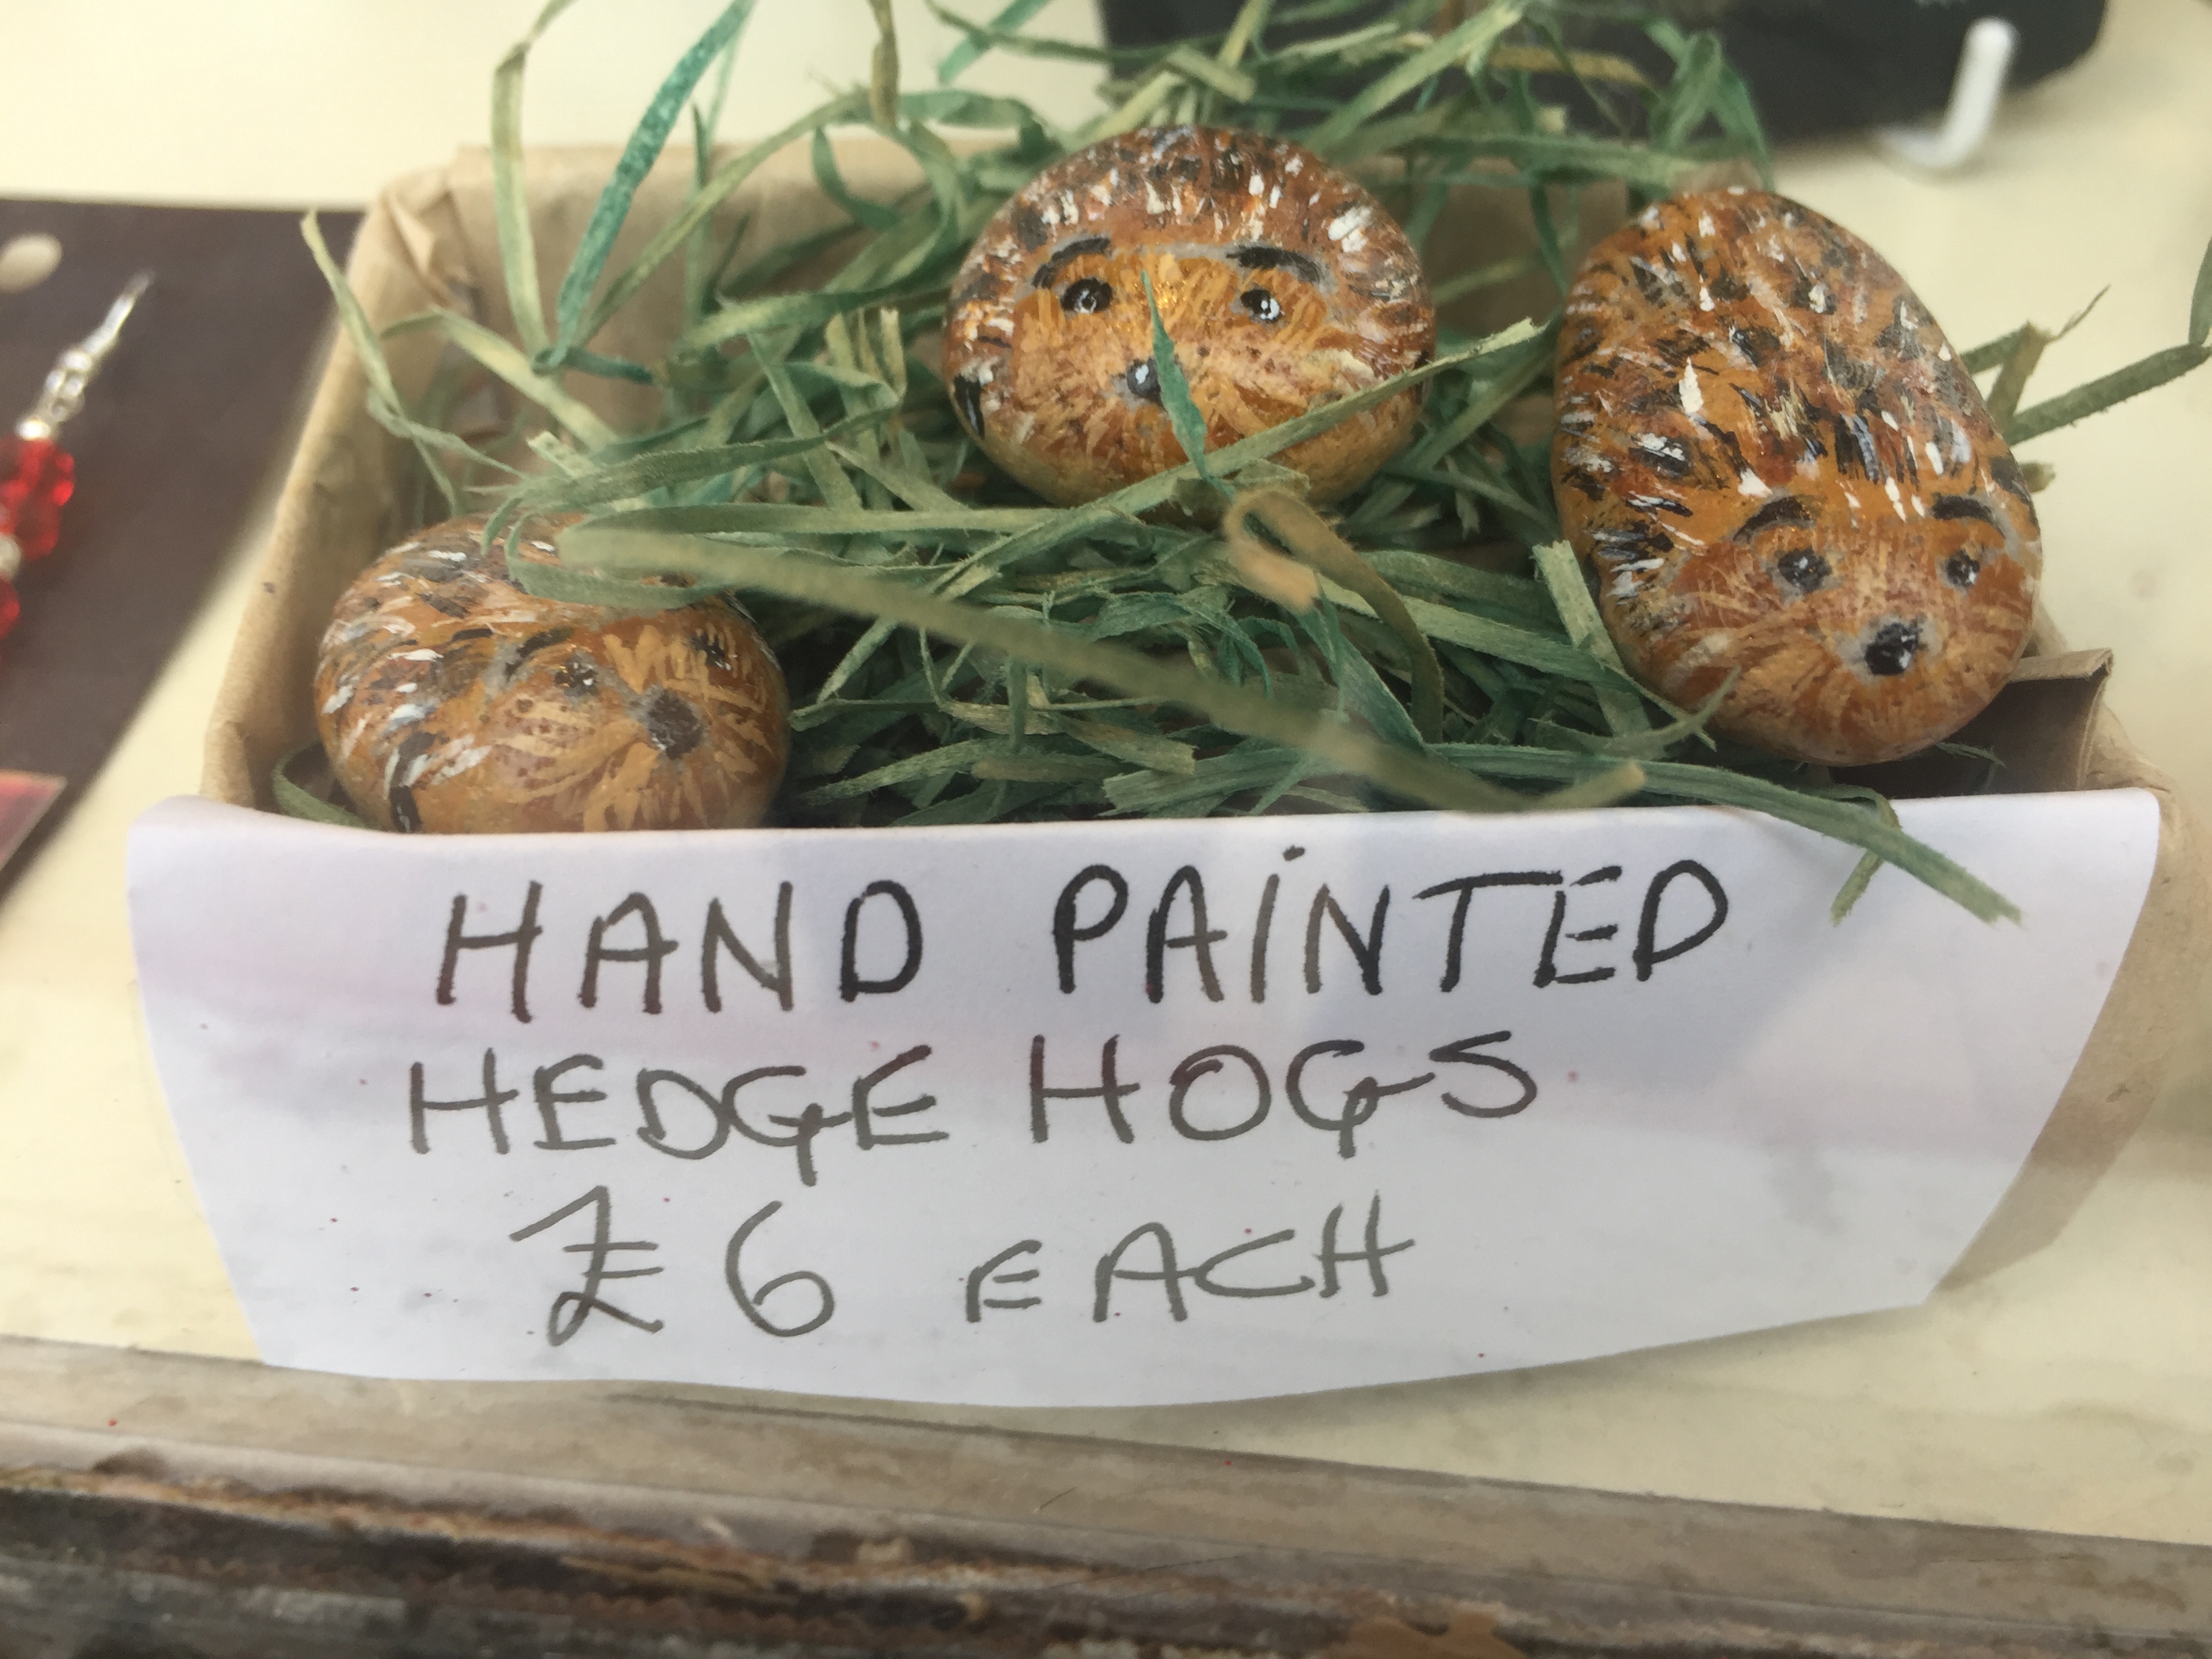 HAND PAINTED
HEDGE HOGS
£6 EACH